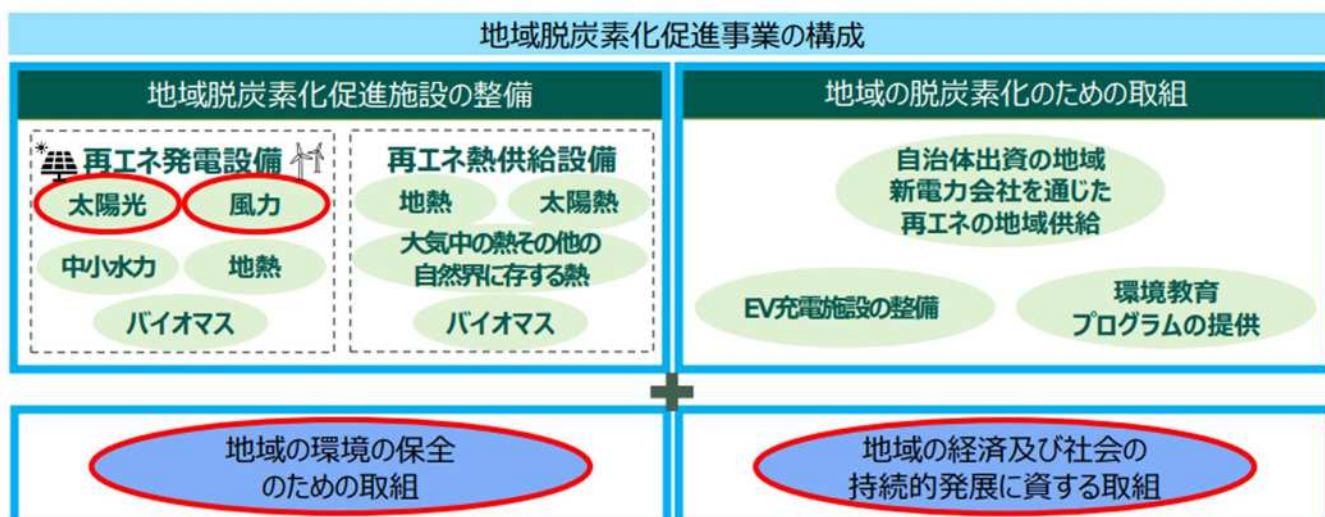 地域脱炭素化促進事業の構成
地域脱炭素化促進施設の整備
再エネ発電設備
太陽光
風力
中小水力
地熱
バイオマス
再エネ熱供給設備
地熱
太陽熱
大気中の熱その他の
自然界に存する熱
バイオマス
地域の脱炭素化のための取組
自治体出資の地域
新電力会社を通じた
再エネの地域供給
EV充電施設の整備
環境教育
プログラムの提供
地域の環境の保全
のための取組
地域の経済及び社会の
持続的発展に資する取組